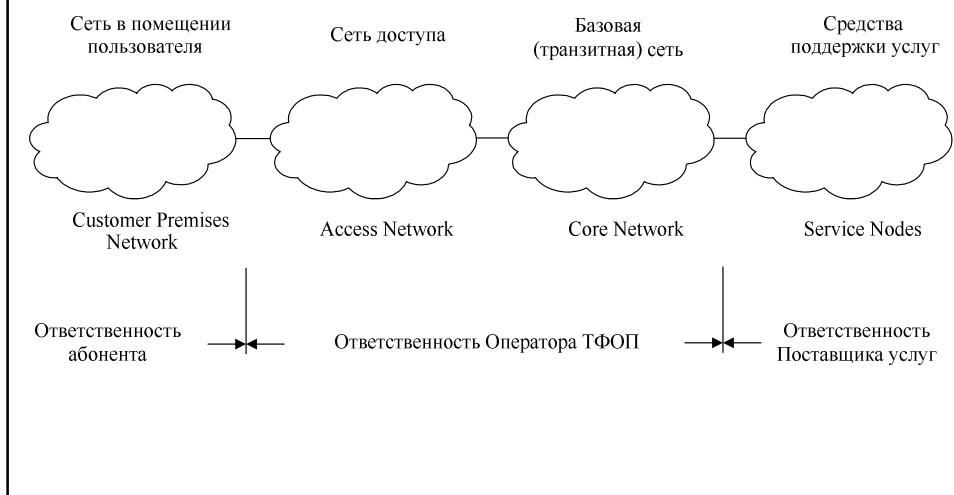 Сеть в помещении
пользователя
Сеть доступа
Базовая
(транзитная) сеть
Средства
поддержки услуг
Customer Premises
Network
Access Network
Core Network
Service Nodes
Ответственность
абонента
Ответственность Оператора ТФОП
Ответственность
Поставщика услуг